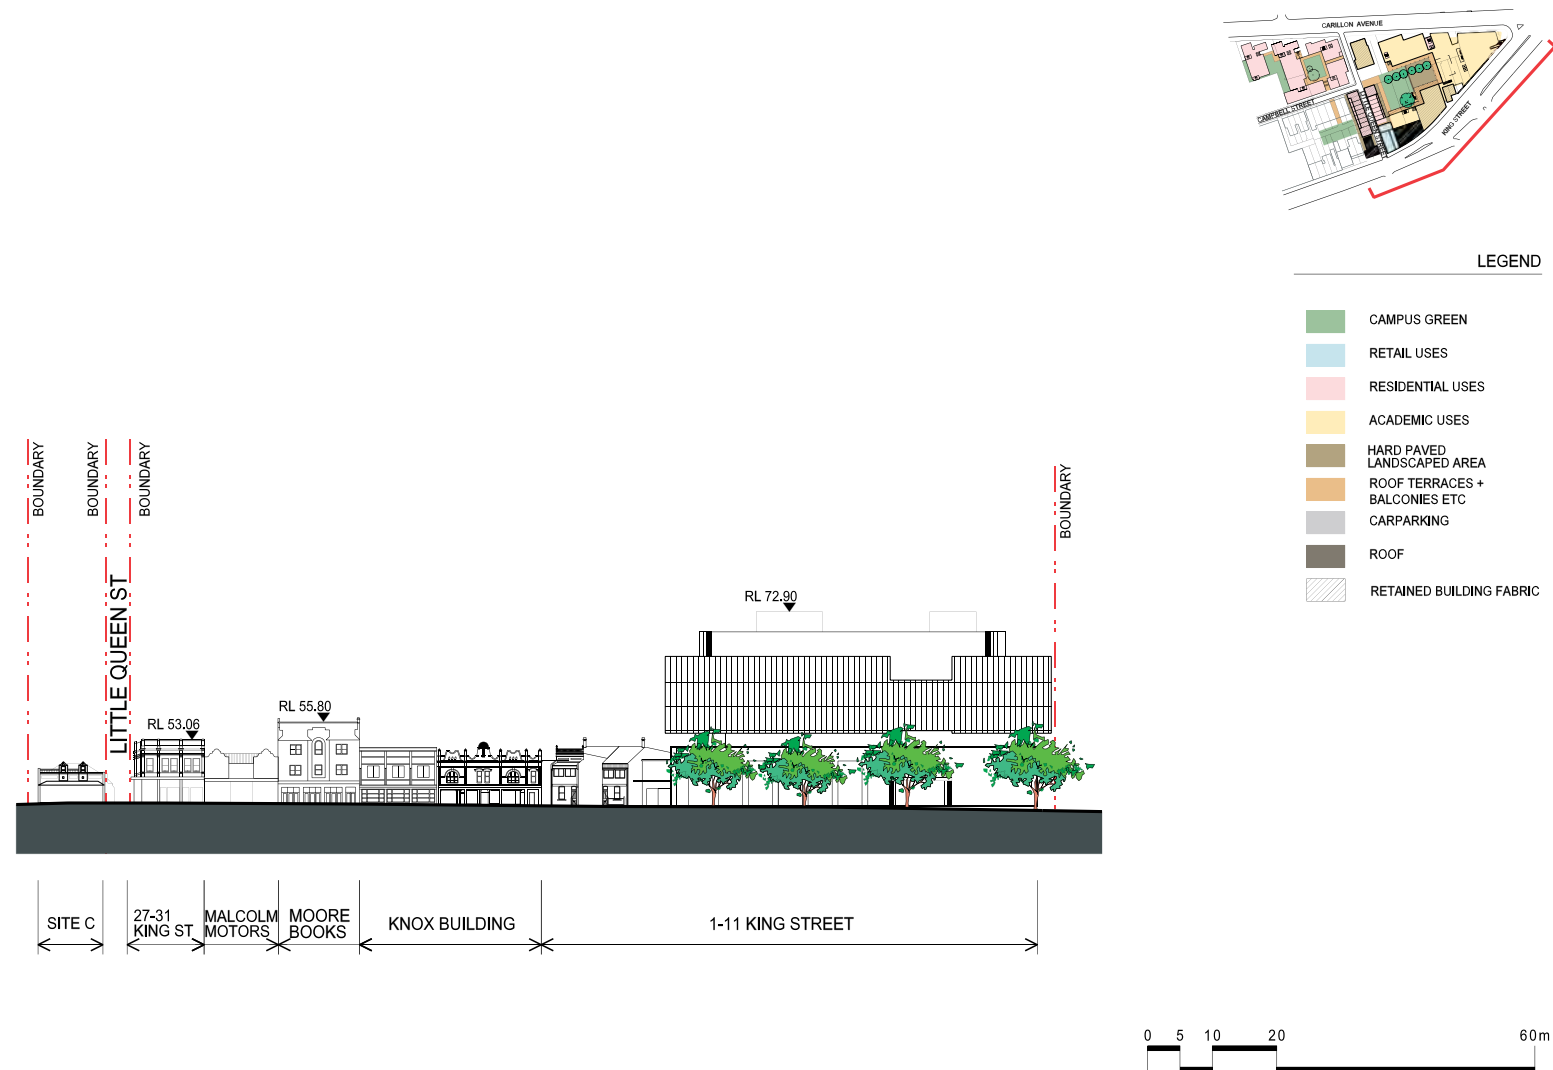 CARILLON AVENUE
CAMPBELL STREET
LITTLE QUEEN STREET
KING STREET
LEGEND
CAMPUS GREEN
RETAIL USES
RESIDENTIAL USES
ACADEMIC USES
HARD PAVED
LANDSCAPED AREA
ROOF TERRACES +
BALCONIES ETC
CARPARKING
ROOF
RETAINED BUILDING FABRIC
BOUNDARY
BOUNDARY
BOUNDARY
BOUNDARY
LITTLE QUEEN ST
RL 53.06
RL 55.80
RL 72.90
SITE C
27-31
KING ST
MALCOLM
MOTORS
MOORE
BOOKS
KNOX BUILDING
1-11 KING STREET
0 5 10 20 60m